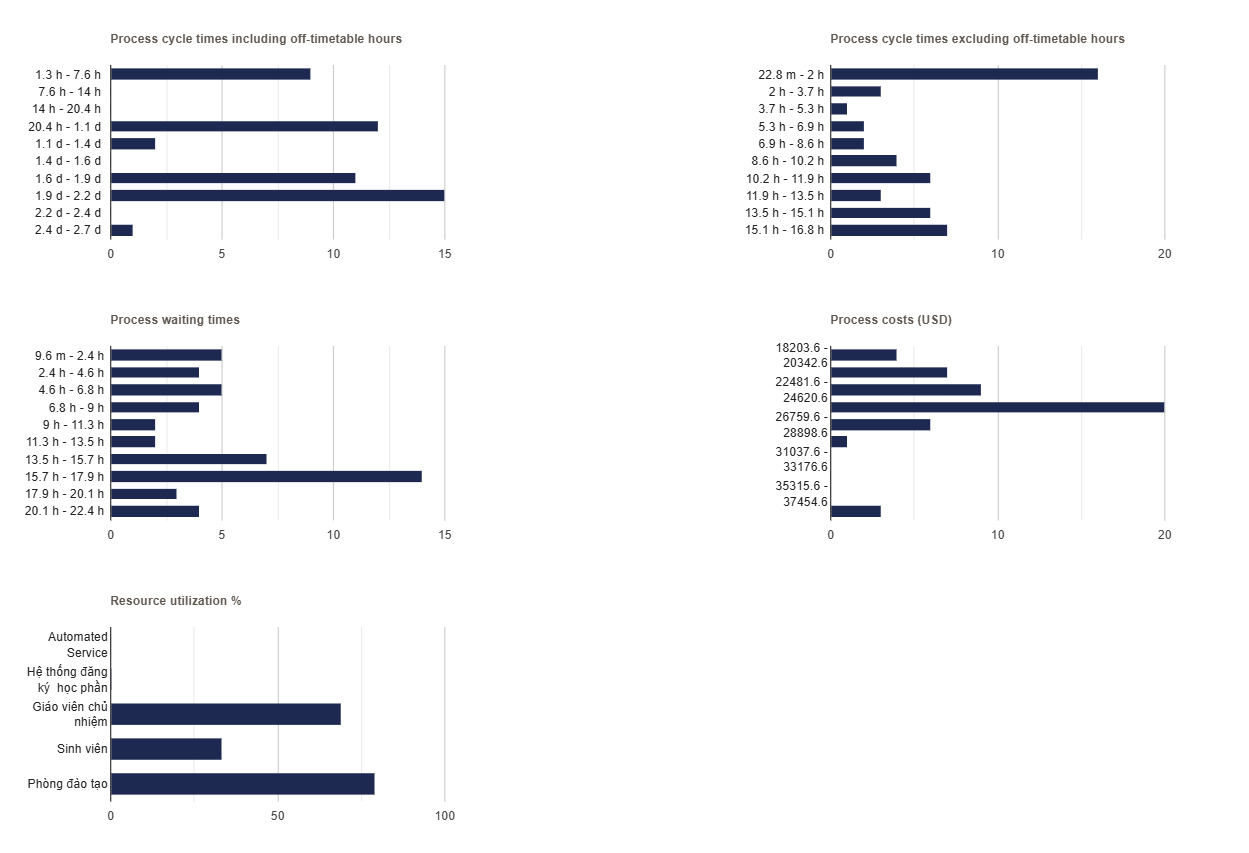 Process cycle times including off-timetable hours
1.3 h - 7.6 h
7.6 h - 14 h
14 h - 20.4 h
20.4 h - 1.1 d
1.1 d - 1.4 d
1.4 d - 1.6 d
1.6 d - 1.9 d
1.9 d - 2.2 d
2.2 d - 2.4 d
2.4 d - 2.7 d
0 5 10 15
Process cycle times excluding off-timetable hours
22.8 m - 2 h
2 h - 3.7 h
3.7 h - 5.3 h
5.3 h - 6.9 h
6.9 h - 8.6 h
8.6 h - 10.2 h
10.2 h - 11.9 h
11.9 h - 13.5 h
13.5 h - 15.1 h
15.1 h - 16.8 h
0 10 20
Process waiting times
9.6 m - 2.4 h
2.4 h - 4.6 h
4.6 h - 6.8 h
6.8 h - 9 h
9 h - 11.3 h
11.3 h - 13.5 h
13.5 h - 15.7 h
15.7 h - 17.9 h
17.9 h - 20.1 h
20.1 h - 22.4 h
0 5 10 15
Process costs (USD)
18203.6 -
20342.6
22481.6 -
24620.6
26759.6 -
28898.6
31037.6 -
33176.6
35315.6 -
37454.6
0 10 20
Resource utilization %
Automated
Service
Hệ thống đăng
ký  học phần
Giáo viên chủ
nhiệm
Sinh viên
Phòng đào tạo
0 50 100